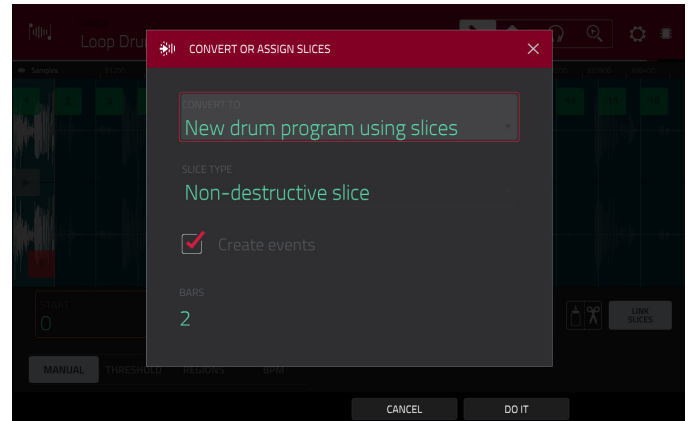 Loop Dru
CONVERT OR ASSIGN SLICES
Samples
CONVERT TO
New drum program using slices
SLICE TYPE
Non-destructive slice
Create events
BARS
2
START
0
LINK
SLICES
MANUAL THRESHOLD REGIONS BPM
CANCEL DO IT